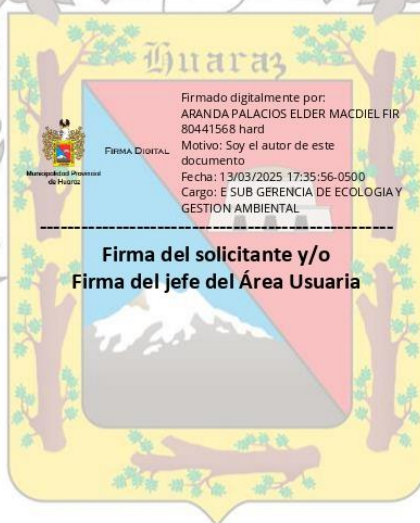 Huaraz
Firmado digitalmente por:
ARANDA PALACIOS ELDER MACDIEL FIR
80441568 hard
Motivo: Soy el autor de este
documento
Fecha: 13/03/2025 17:35:56-0500
Cargo: E SUB GERENCIA DE ECOLOGIA Y
GESTION AMBIENTAL
FIRMA DIGITAL
Municipalidad Provincial
de Huaraz
Firma del solicitante y/o
Firma del jefe del Área Usuaria